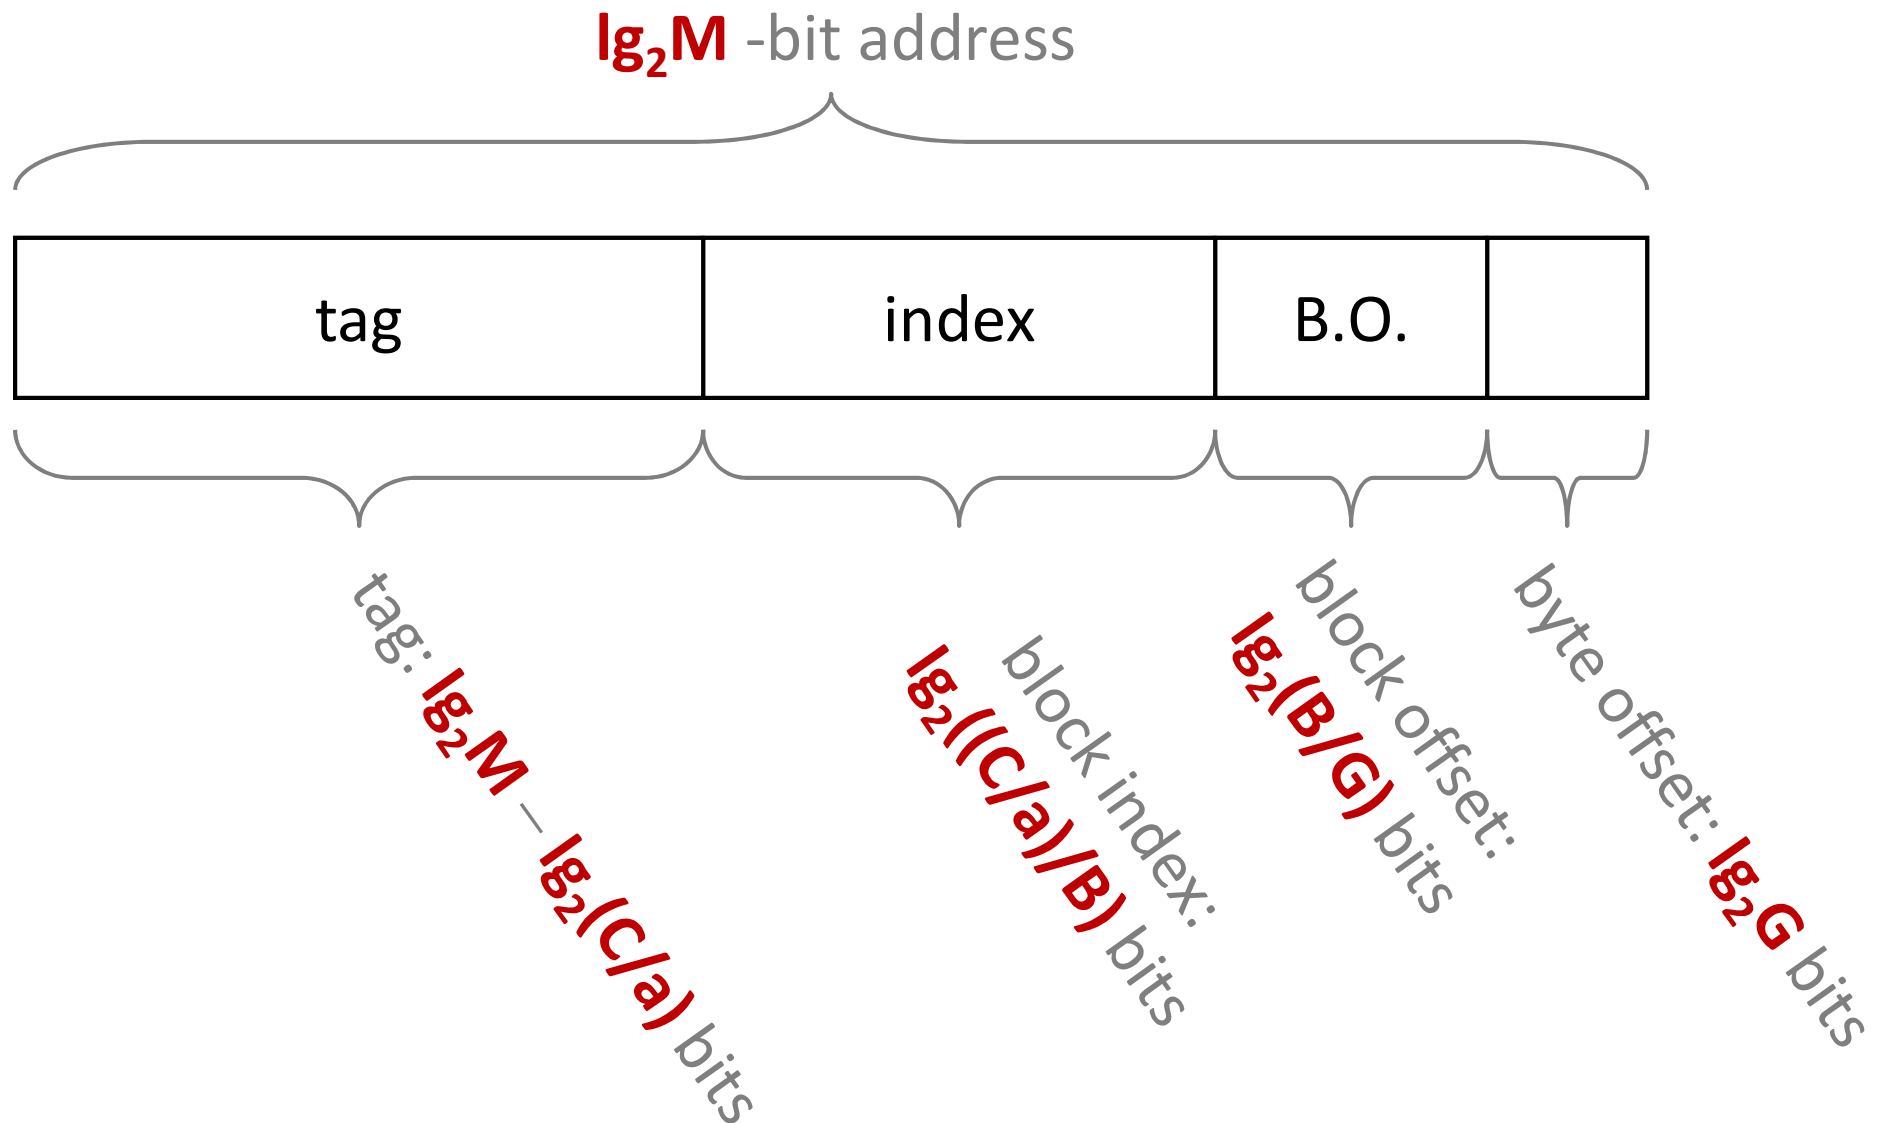 lg₂M -bit address
tag
index
B.O.
tag: lg₂M – lg₂(C/a) bits
block index:
lg₂(((C/a)/B) bits
block offset:
lg₂(B/G) bits
byte offset: lg₂G bits